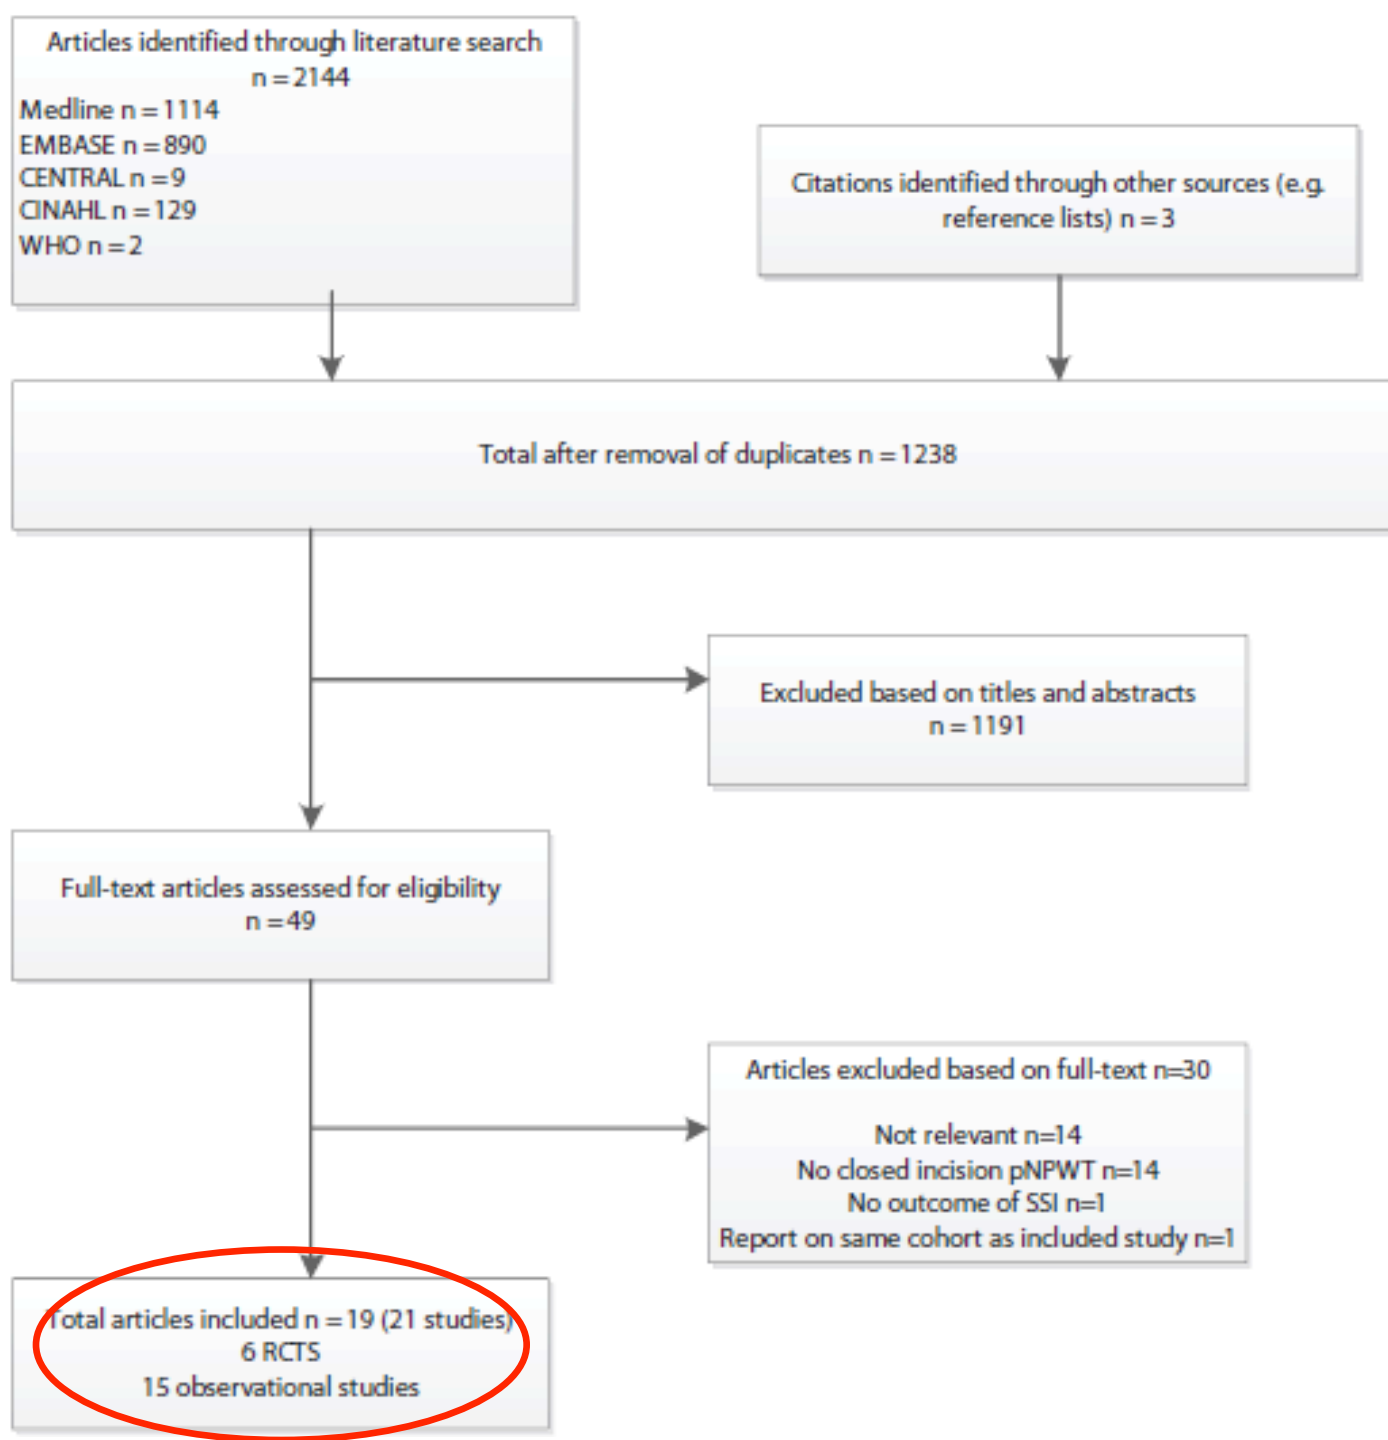 Articles identified through literature search
n = 2144
Medline n = 1114
EMBASE n = 890
CENTRAL n = 9
CINAHL n = 129
WHO n = 2
Citations identified through other sources (e.g.
reference lists) n = 3
Total after removal of duplicates n = 1238
Excluded based on titles and abstracts
n = 1191
Full-text articles assessed for eligibility
n = 49
Articles excluded based on full-text n=30
Not relevant n=14
No closed incision pNPWT n=14
No outcome of SSI n=1
Report on same cohort as included study n=1
Total articles included n = 19 (21 studies)
6 RCTS
15 observational studies